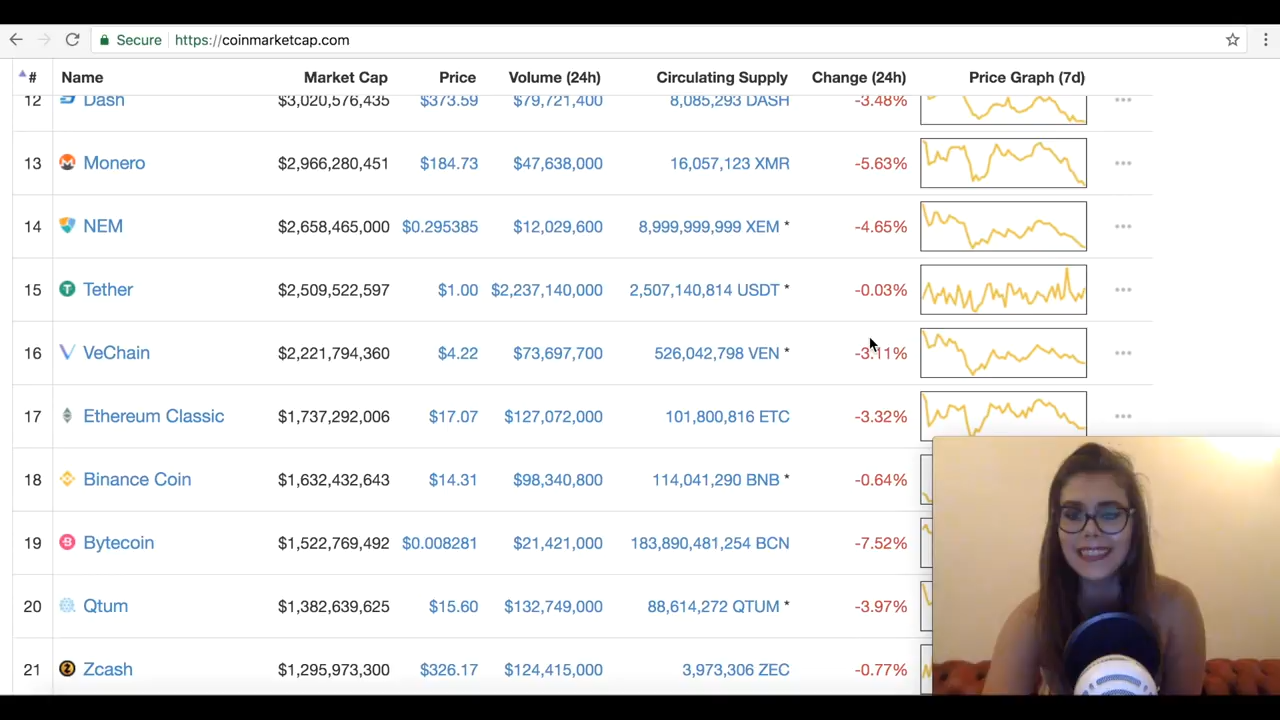 Secure https://coinmarketcap.com
# Name Market Cap Price Volume (24h) Circulating Supply Change (24h) Price Graph (7d)
12 Dash $3,020,576,435 $373.59 $79,721,400 8,085,293 DASH -3.48%
13 Monero $2,966,280,451 $184.73 $47,638,000 16,057,123 XMR -5.63%
14 NEM $2,658,465,000 $0.295385 $12,029,600 8,999,999,999 XEM * -4.65%
15 Tether $2,509,522,597 $1.00 $2,237,140,000 2,507,140,814 USDT * -0.03%
16 VeChain $2,221,794,360 $4.22 $73,697,700 526,042,798 VEN * -3.11%
17 Ethereum Classic $1,737,292,006 $17.07 $127,072,000 101,800,816 ETC -3.32%
18 Binance Coin $1,632,432,643 $14.31 $98,340,800 114,041,290 BNB * -0.64%
19 Bytecoin $1,522,769,492 $0.008281 $21,421,000 183,890,481,254 BCN -7.52%
20 Qtum $1,382,639,625 $15.60 $132,749,000 88,614,272 QTUM * -3.97%
21 Zcash $1,295,973,300 $326.17 $124,415,000 3,973,306 ZEC -0.77%